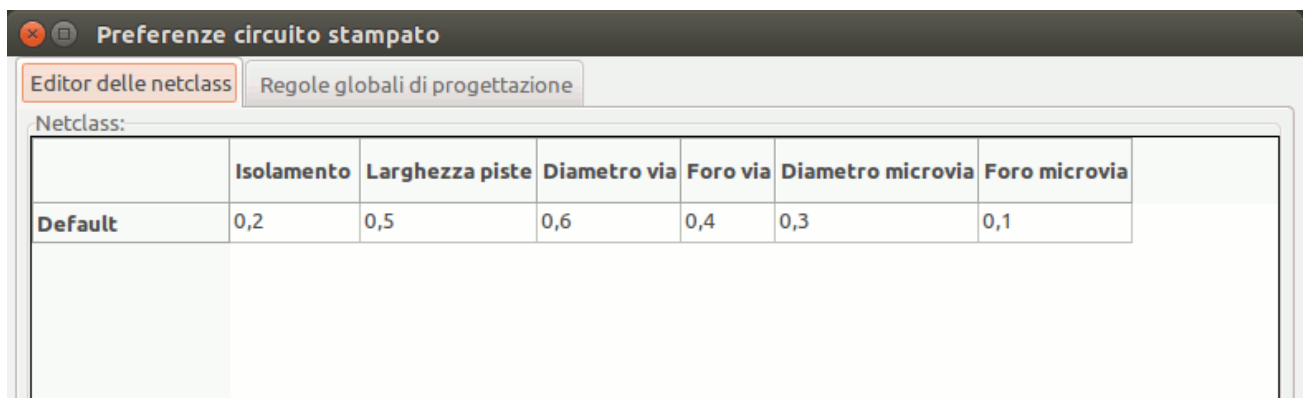 Preferenze circuito stampato
Editor delle netclass Regole globali di progettazione
Netclass:
Isolamento Larghezza piste Diametro via Foro via Diametro microvia Foro microvia
Default 0,2 0,5 0,6 0,4 0,3 0,1